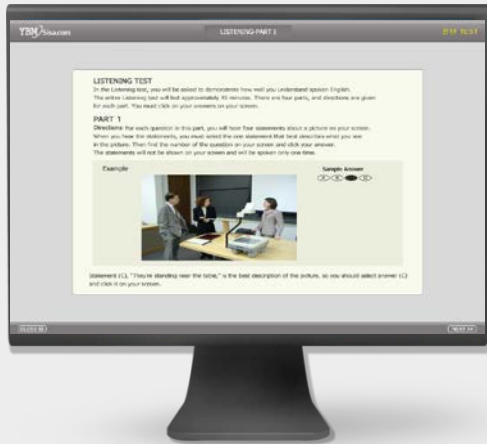 YBM Sisa.com
LISTENING-PART 1
TEST
LISTENING TEST
In the Listening test, you will be asked to demonstrate how well you understand spoken English.
The entire Listening test will last approximately 45 minutes. There are four parts, and directions are given
for each part. You must click on your answers on your screen.
PART 1
Directions: For each question in this part, you will hear four statements about a picture on your screen.
When you hear the statements, you must select the one statement that best describes what you see
in the picture. Then find the number of the question on your screen and click your answer.
The statements will not be shown on your screen and will be spoken only one time.
Example
Sample Answer
Statement (C), "They're standing near the table," is the best description of the picture, so you should select answer (C)
and click it on your screen.
NEXT >>